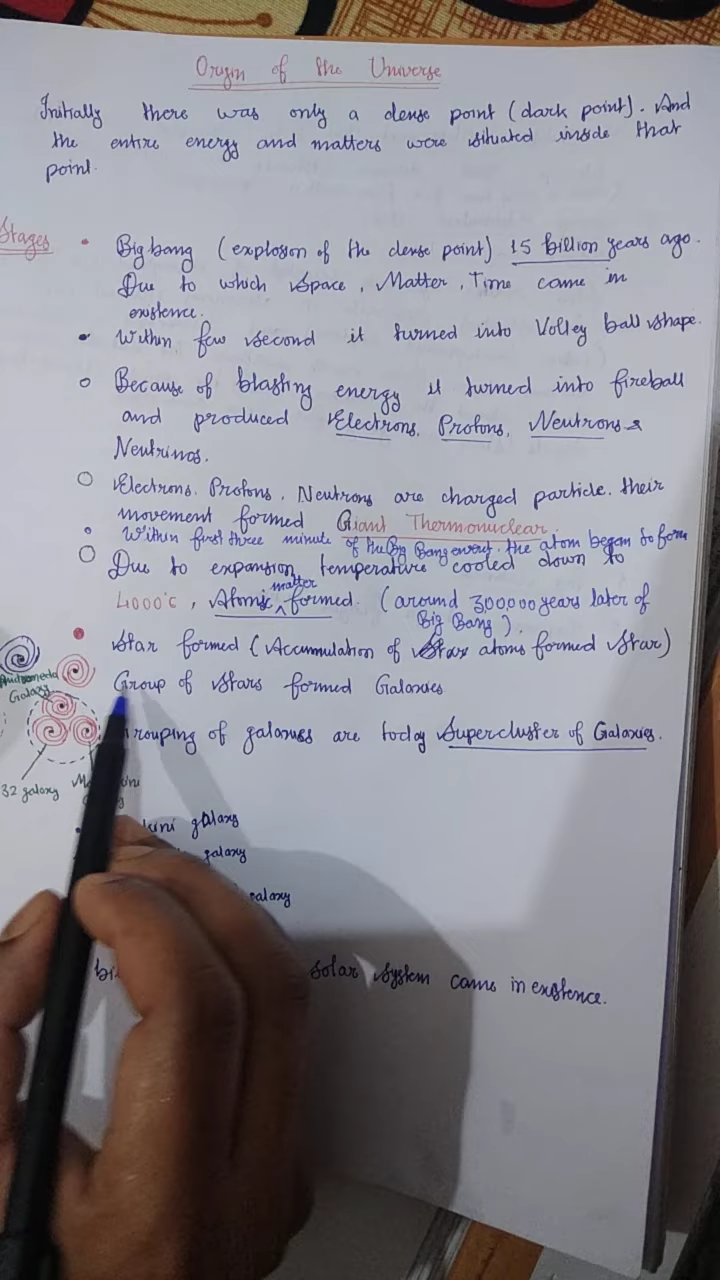 Origin of the Universe
Initially there was only a dense point (dark point). And
the entire energy and matters were situated inside that
point.
Stages
• Big bang (explosion of the dense point) 15 billion years ago.
Due to which space, Matter, Time came in
existence.
• Within few second it turned into Volley ball shape.
Because of blasting energy it turned into fireball
and produced Electrons, Protons, Neutrons &
Neutrinos.
Electrons, Protons, Neutrons are charged particle. their
movement formed Giant Thermonuclear.
• Within first three minute of the Big Bang event. the atom began to form
Due to expansion temperature cooled down to
4000°c, Atomic matter formed. (around 300,000 years later of
Big Bang).
• Star formed (Accumulation of atoms formed Star)
Group of Stars formed Galaxies
Grouping of galaxies are today Supercluster of Galaxies.
Andromeda
Galaxy
32 galaxy
galaxy
galaxy
galaxy
solar system came in existence.